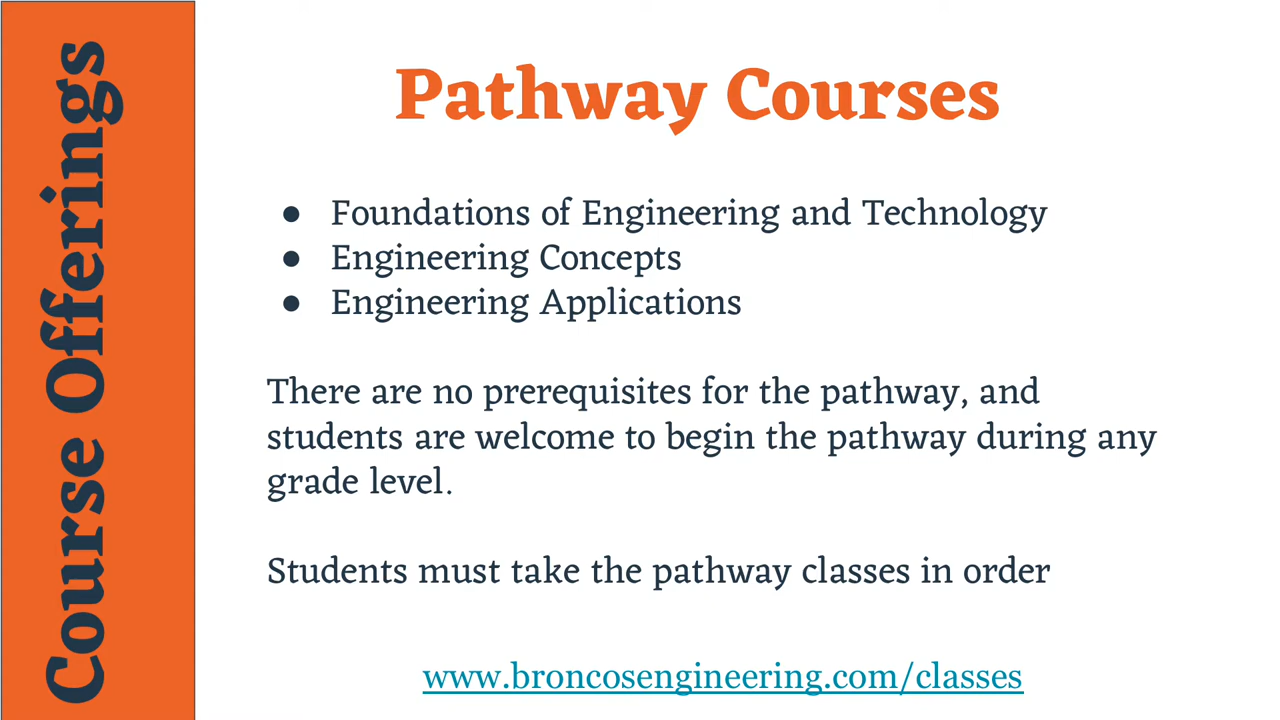 Course Offerings
Pathway Courses
● Foundations of Engineering and Technology
● Engineering Concepts
● Engineering Applications
There are no prerequisites for the pathway, and
students are welcome to begin the pathway during any
grade level.
Students must take the pathway classes in order
www.broncosengineering.com/classes